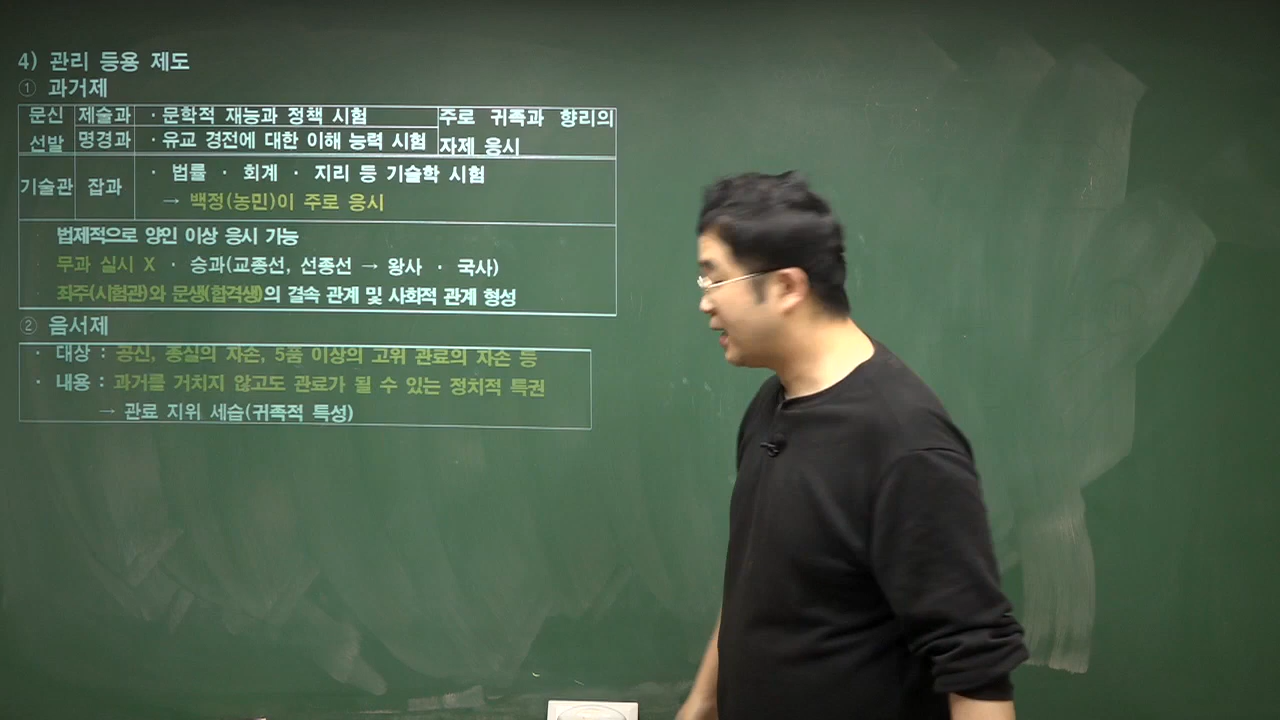 4) 관리 등용 제도
① 과거제
문신 선발
제술과 · 문학적 재능과 정책 시험
명경과 · 유교 경전에 대한 이해 능력 시험
주로 귀족과 향리의
자제 응시
기술관 잡과 · 법률 · 회계 · 지리 등 기술학 시험
→ 백정(농민)이 주로 응시
법제적으로 양인 이상 응시 가능
무과 실시 X · 승과(교종선, 선종선 → 왕사 · 국사)
좌주(시험관)와 문생(합격생)의 결속 관계 및 사회적 관계 형성
② 음서제
· 대상 : 공신, 종실의 자손, 5품 이상의 고위 관료의 자손 등
· 내용 : 과거를 거치지 않고도 관료가 될 수 있는 정치적 특권
→ 관료 지위 세습(귀족적 특성)